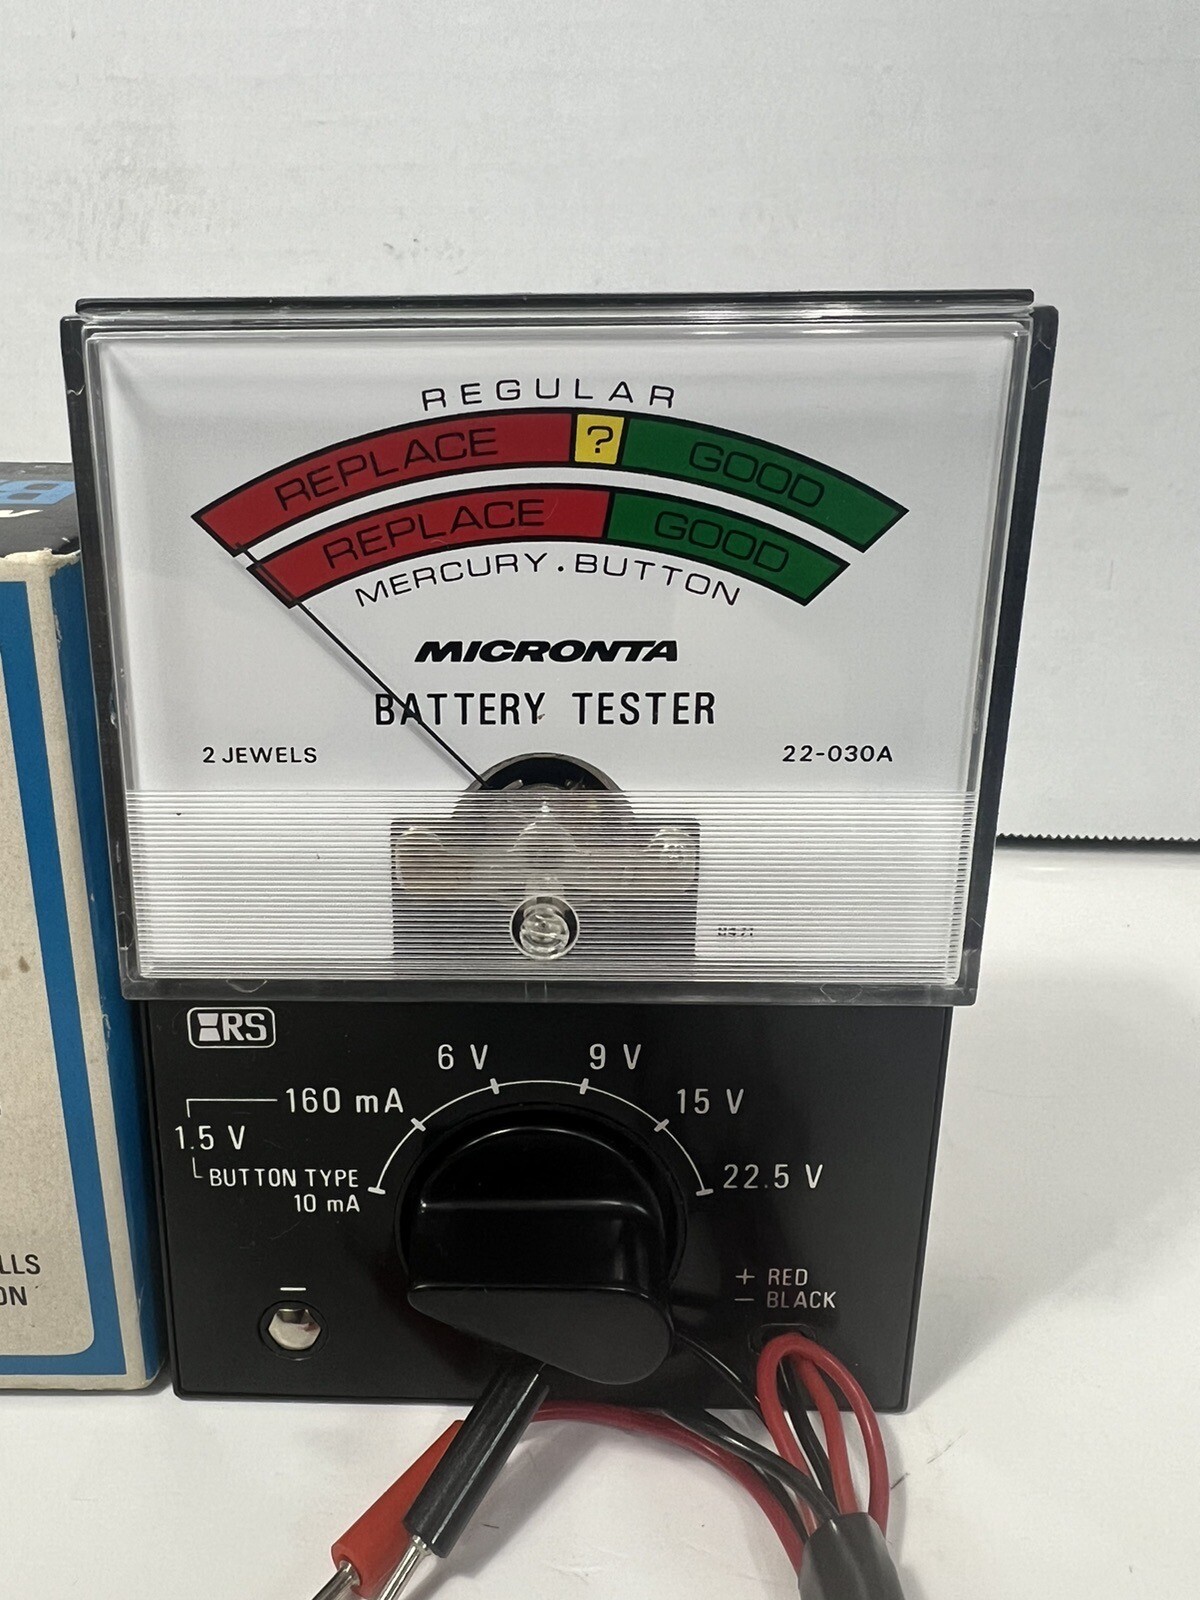 REGULAR
REPLACE ? GOOD
REPLACE GOOD
MERCURY.BUTTON
MICRONTA
BATTERY TESTER
2 JEWELS 22-030A
RS
6 V 9 V
160 mA 15 V
1.5 V
BUTTON TYPE 22.5 V
10 mA
+ RED
− BLACK
−
LLS
ON